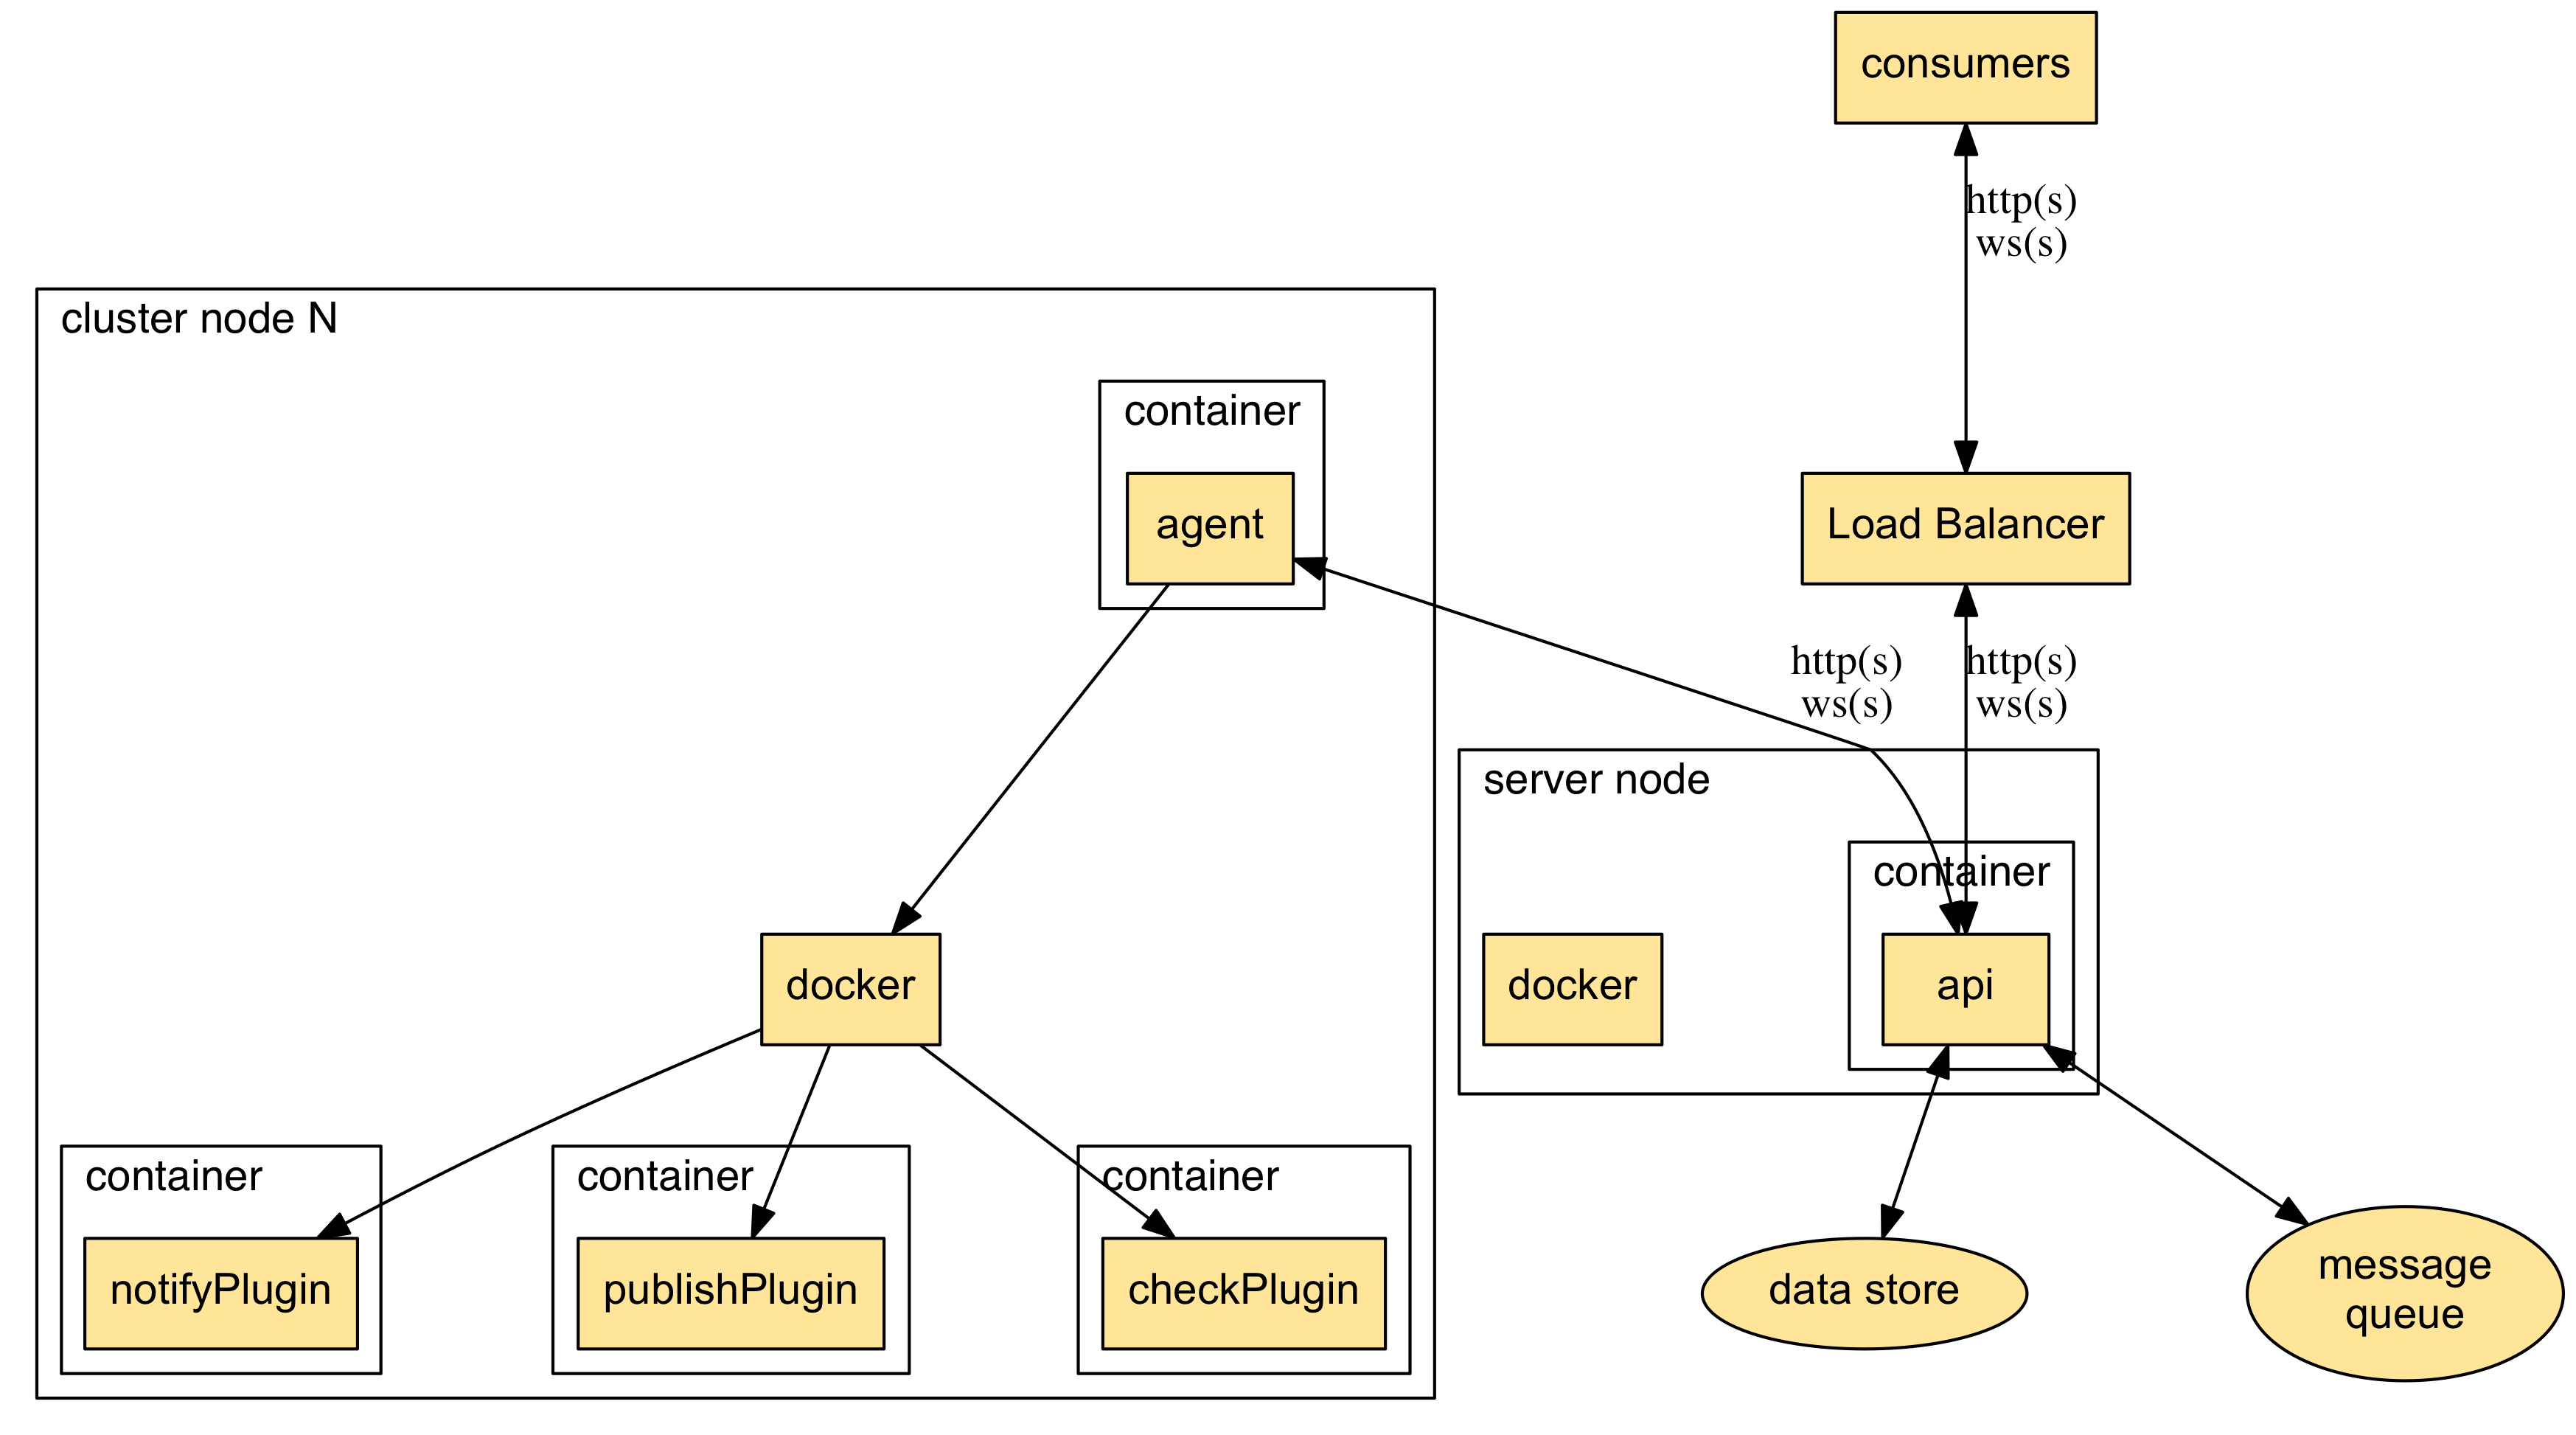 consumers
http(s)
ws(s)
cluster node N
container
agent
Load Balancer
http(s)
ws(s)
http(s)
ws(s)
server node
container
docker
docker
api
container
container
container
notifyPlugin
publishPlugin
checkPlugin
data store
message
queue